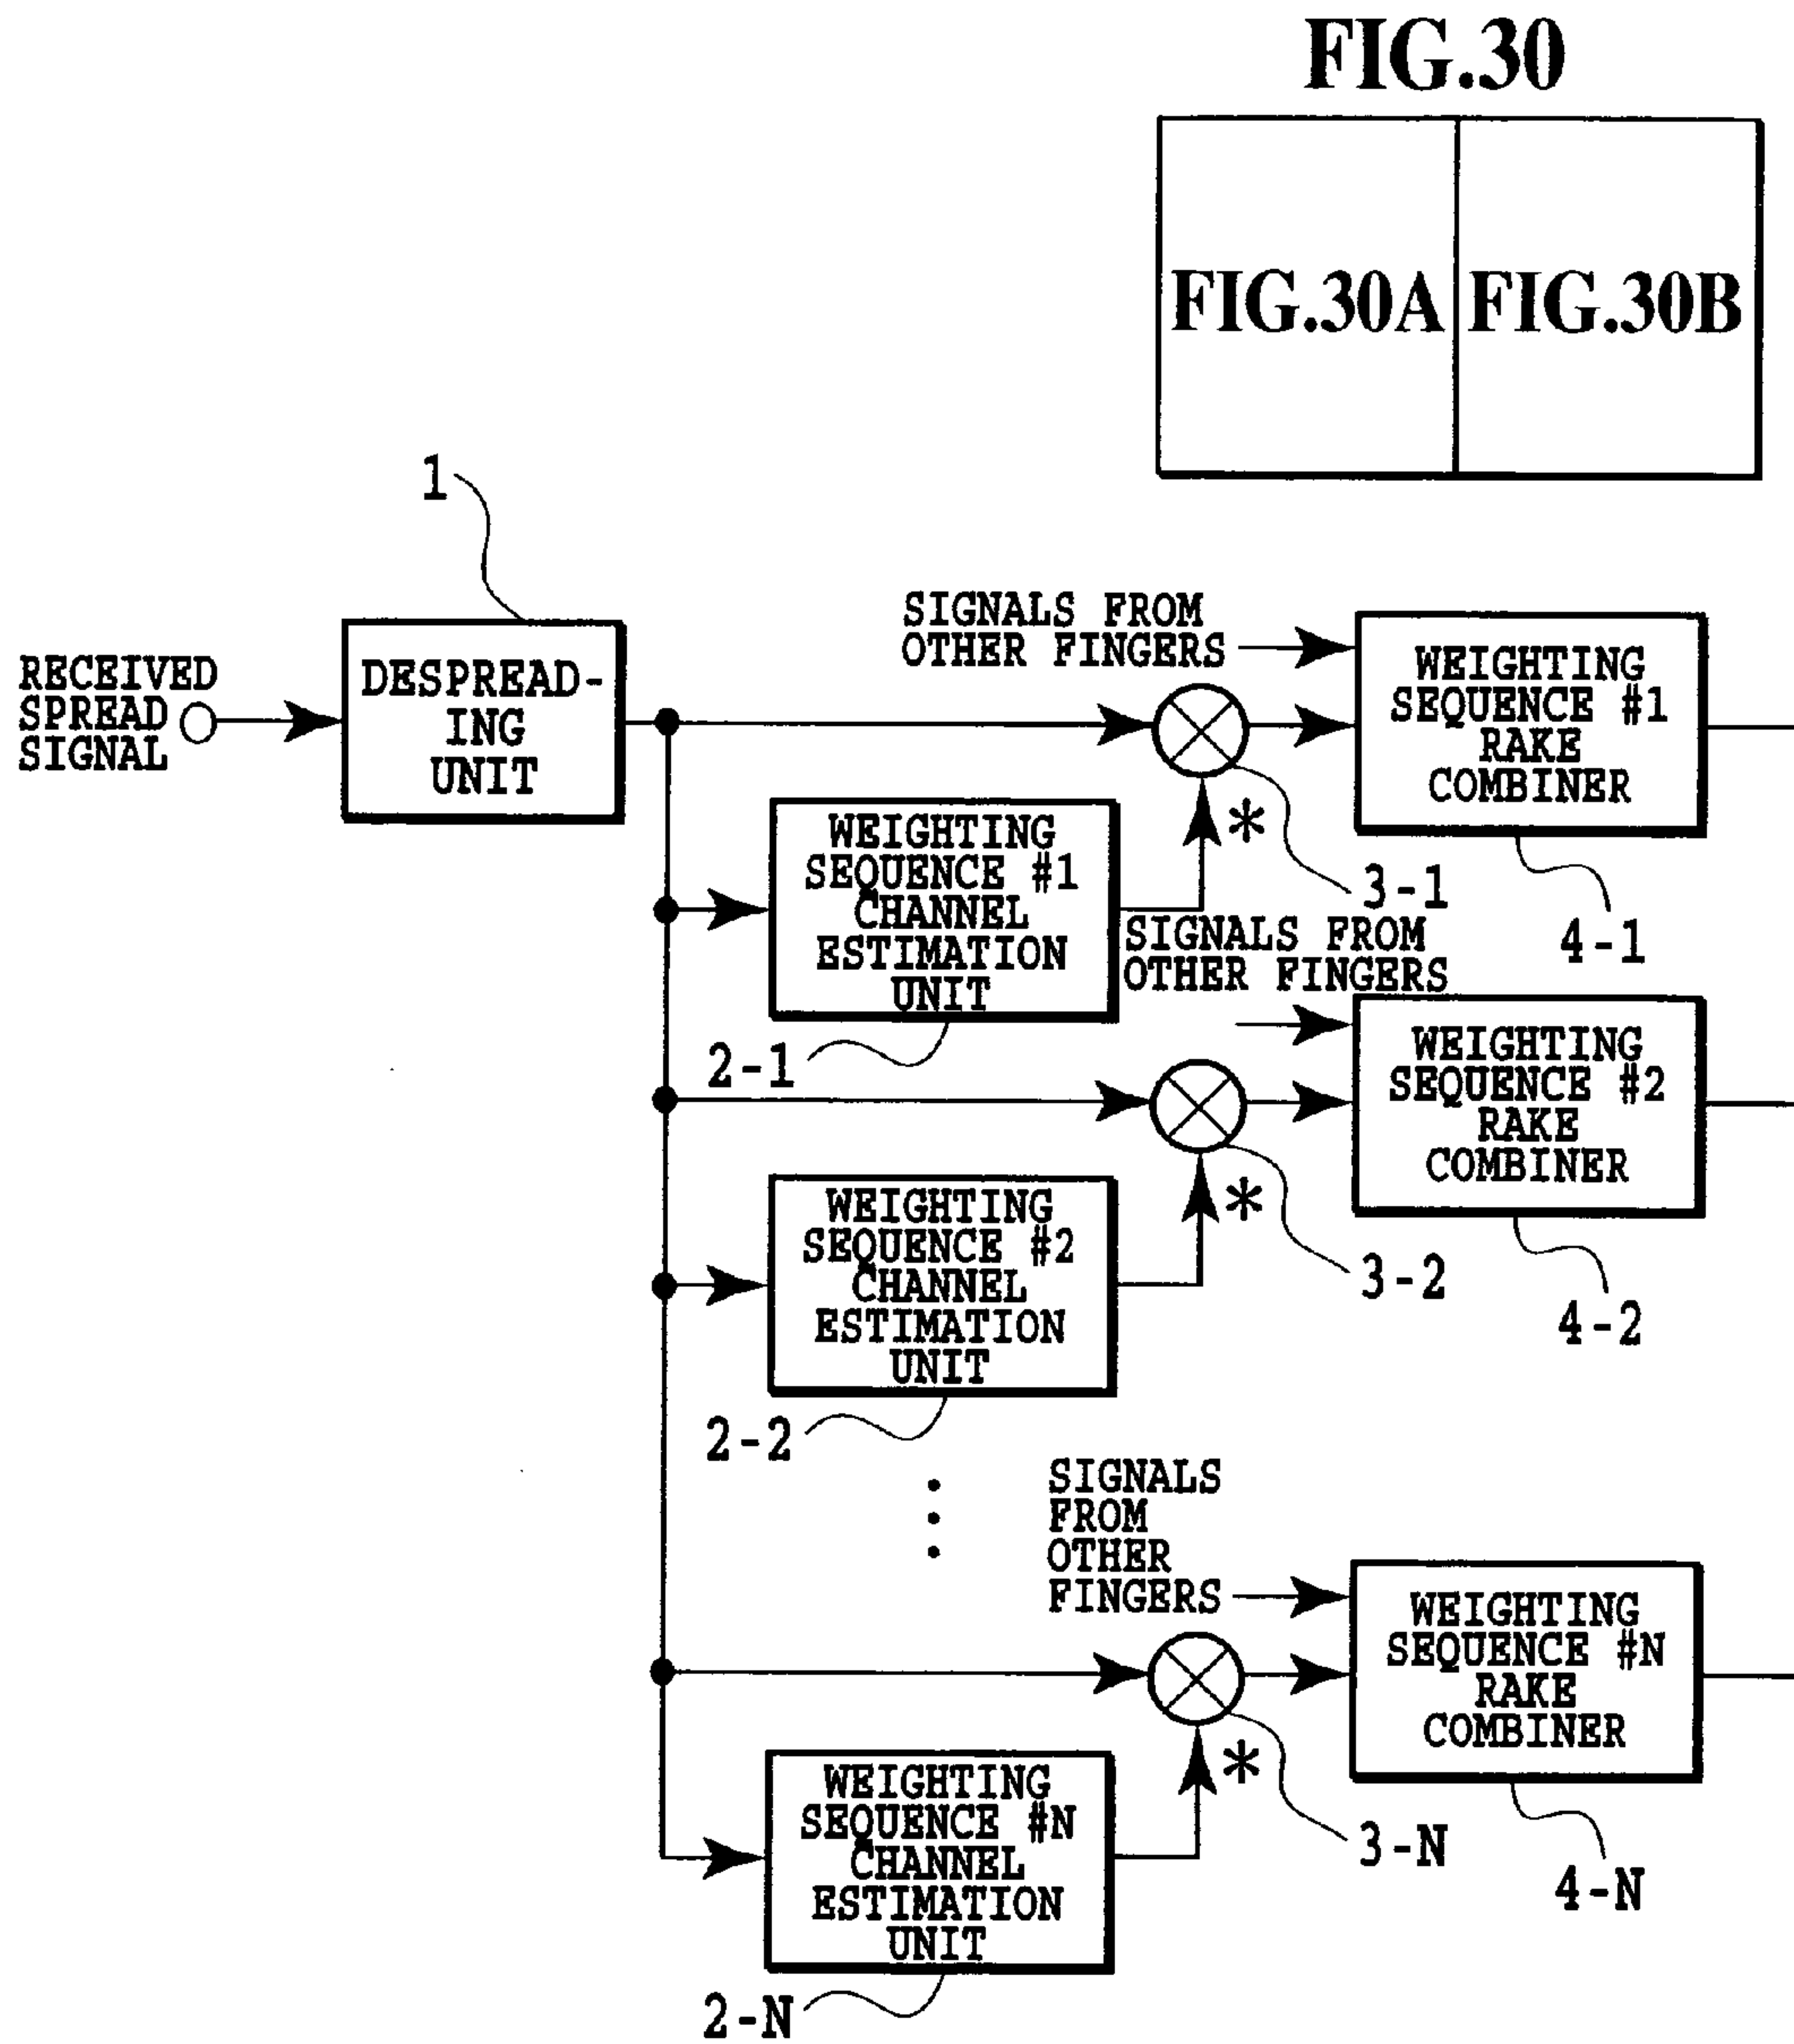 FIG.30
FIG.30A
FIG.30B
1
RECEIVED
SPREAD
SIGNAL
DESPREAD-
ING
UNIT
SIGNALS FROM
OTHER FINGERS
WEIGHTING
SEQUENCE #1
RAKE
COMBINER
*
3-1
4-1
WEIGHTING
SEQUENCE #1
CHANNEL
ESTIMATION
UNIT
2-1
SIGNALS FROM
OTHER FINGERS
WEIGHTING
SEQUENCE #2
RAKE
COMBINER
*
3-2
4-2
WEIGHTING
SEQUENCE #2
CHANNEL
ESTIMATION
UNIT
2-2
SIGNALS
FROM
OTHER
FINGERS
WEIGHTING
SEQUENCE #N
RAKE
COMBINER
*
3-N
4-N
WEIGHTING
SEQUENCE #N
CHANNEL
ESTIMATION
UNIT
2-N